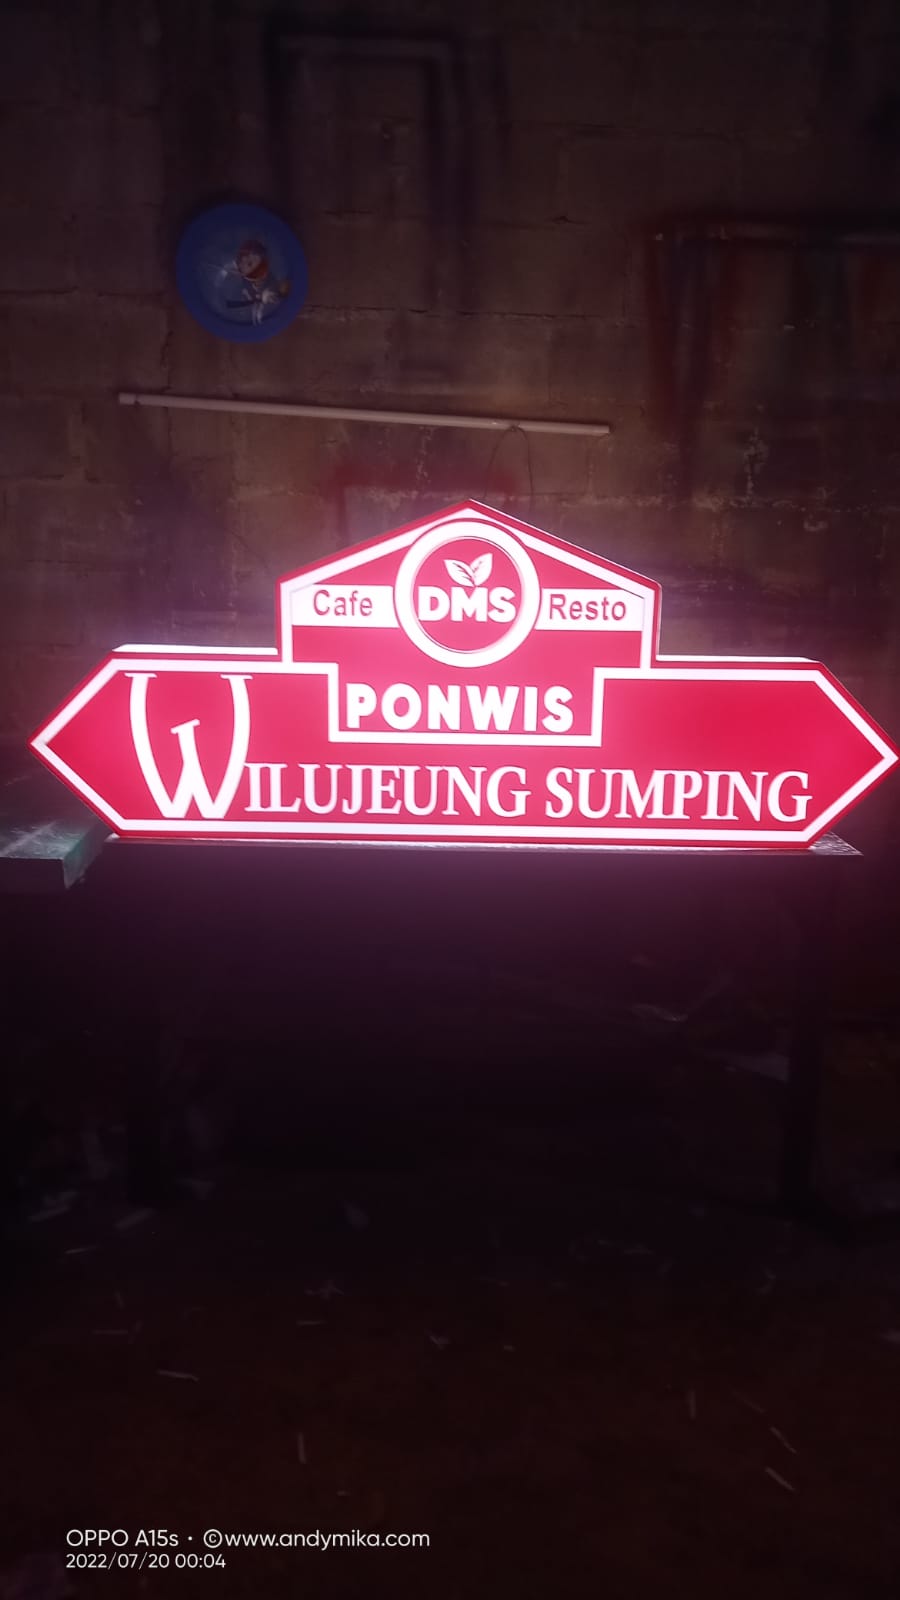 Cafe DMS Resto
PONWIS
WILUJEUNG SUMPING
OPPO A15s · ©www.andymika.com
2022/07/20 00:04